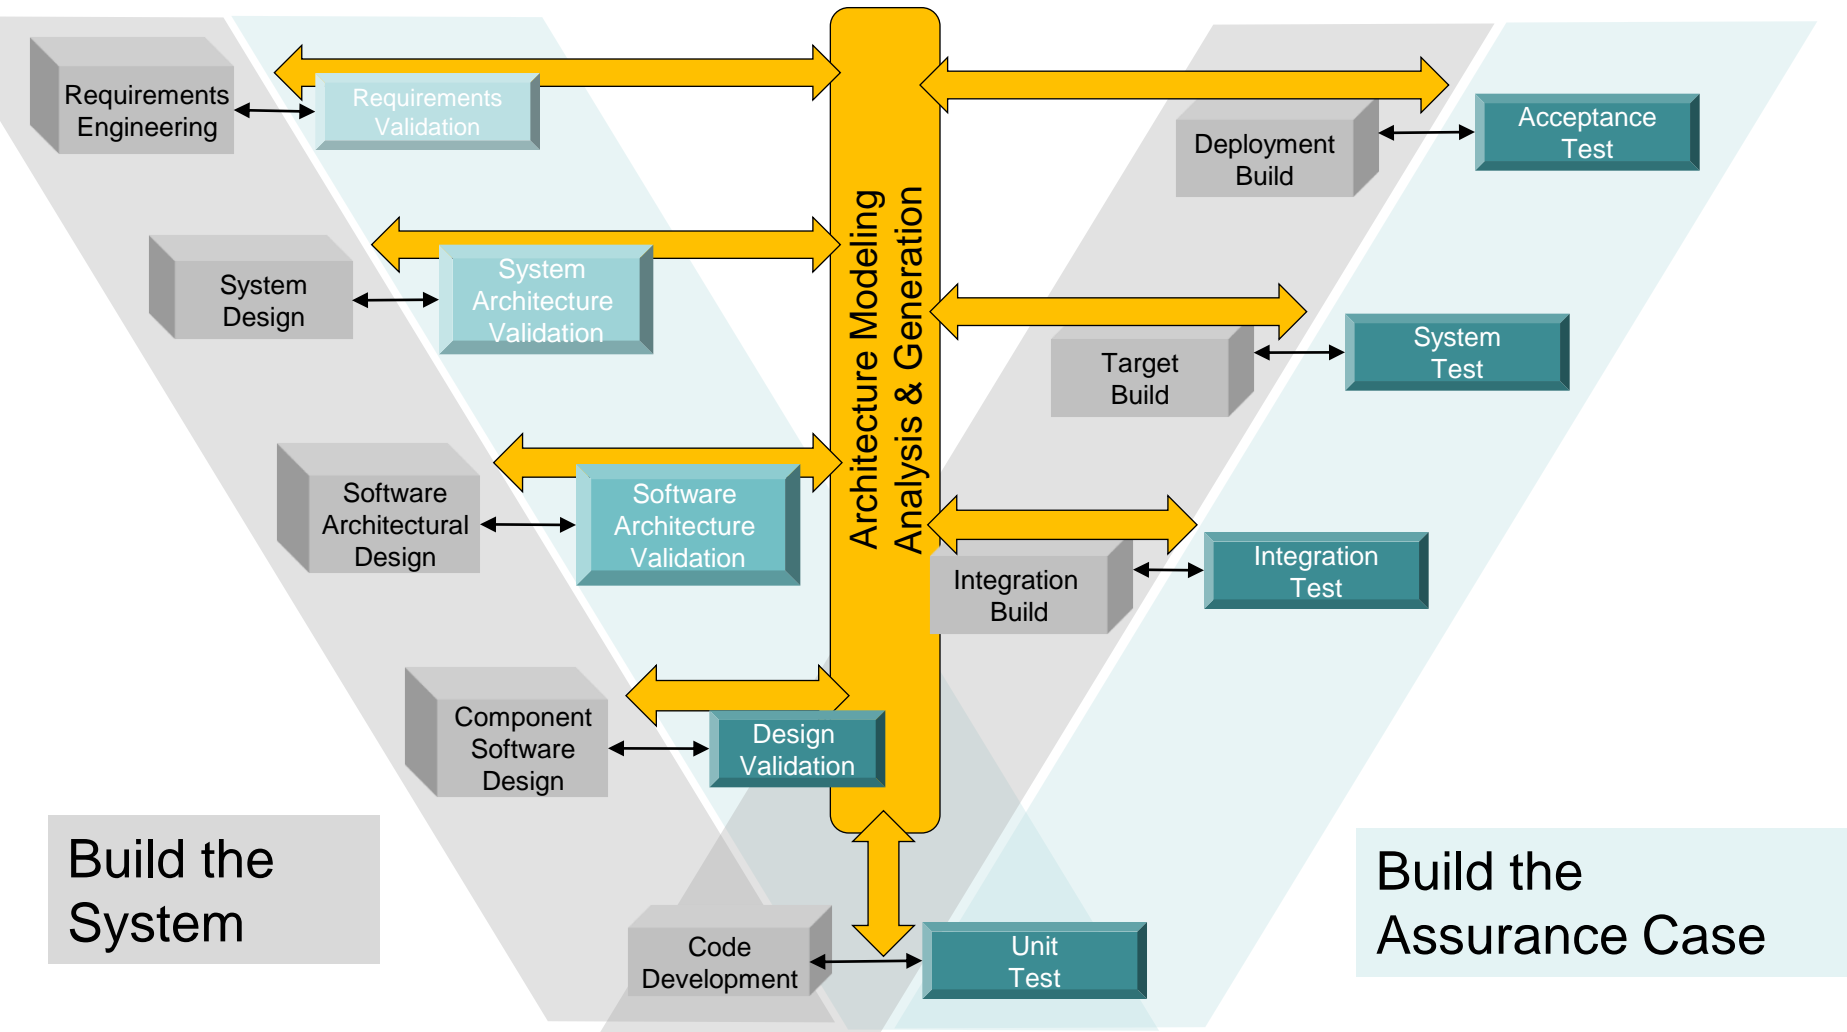 Requirements
Engineering
Requirements
Validation
System
Design
System
Architecture
Validation
Software
Architectural
Design
Software
Architecture
Validation
Component
Software
Design
Design
Validation
Code
Development
Unit
Test
Architecture Modeling
Analysis & Generation
Deployment
Build
Acceptance
Test
Target
Build
System
Test
Integration
Build
Integration
Test
Build the
System
Build the
Assurance Case